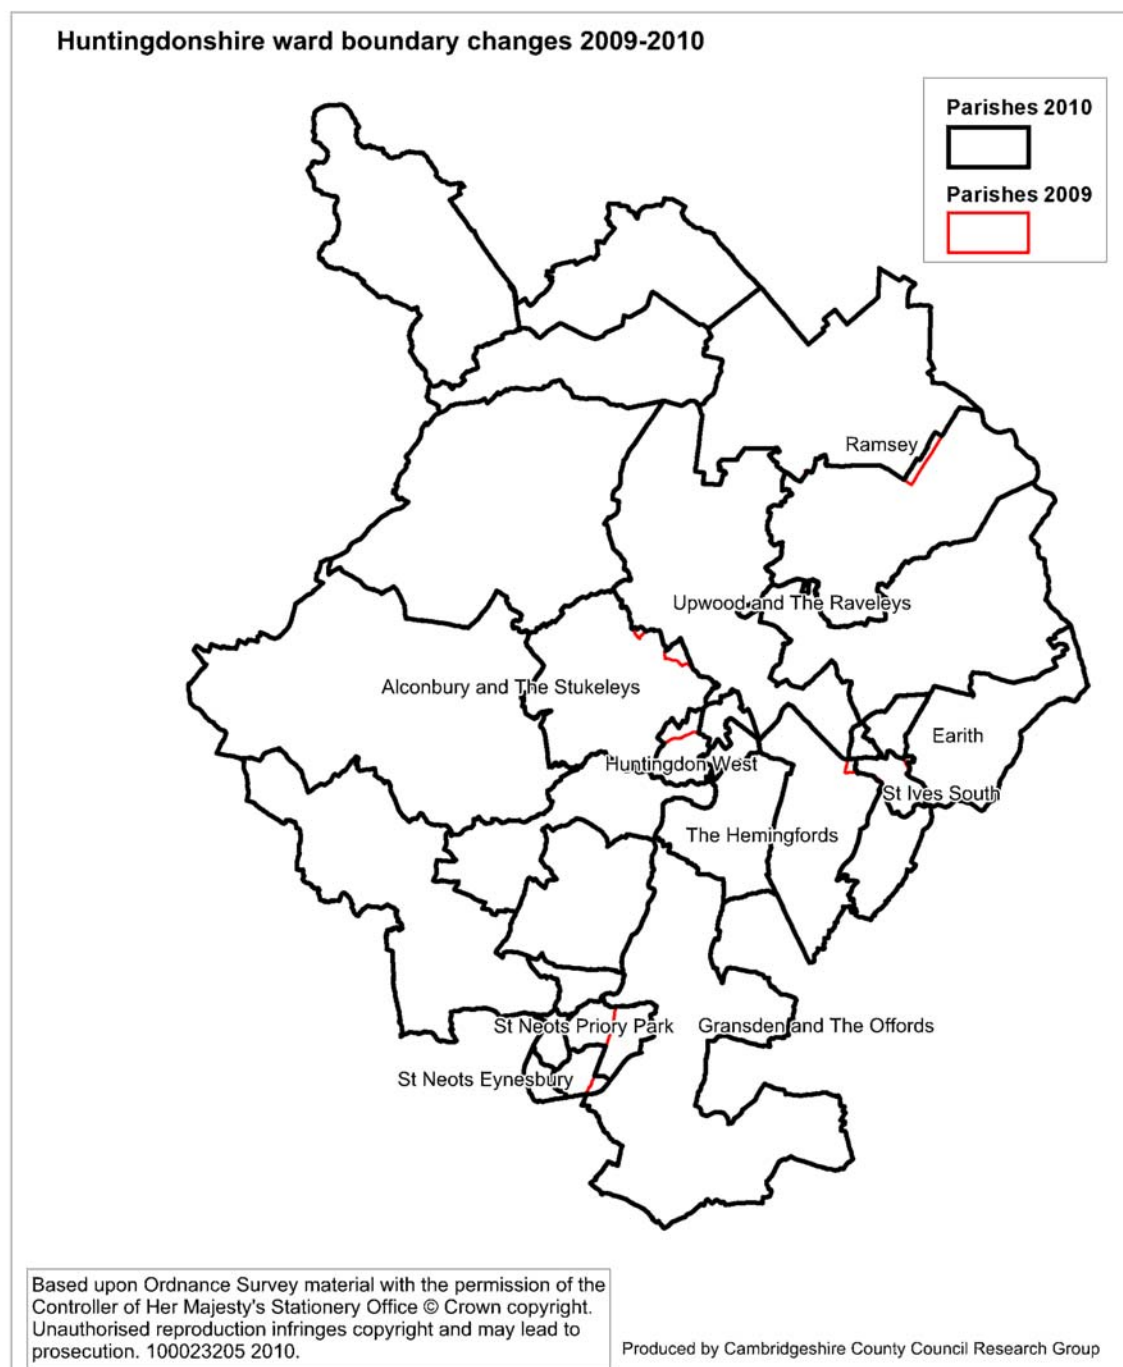 Huntingdonshire ward boundary changes 2009-2010
Parishes 2010
Parishes 2009
Ramsey
Upwood and The Raveleys
Alconbury and The Stukeleys
Earith
Huntingdon West
St Ives South
The Hemingfords
St Neots Priory Park
Gransden and The Offords
St Neots Eynesbury
Based upon Ordnance Survey material with the permission of the
Controller of Her Majesty's Stationery Office © Crown copyright.
Unauthorised reproduction infringes copyright and may lead to
prosecution. 100023205 2010.
Produced by Cambridgeshire County Council Research Group